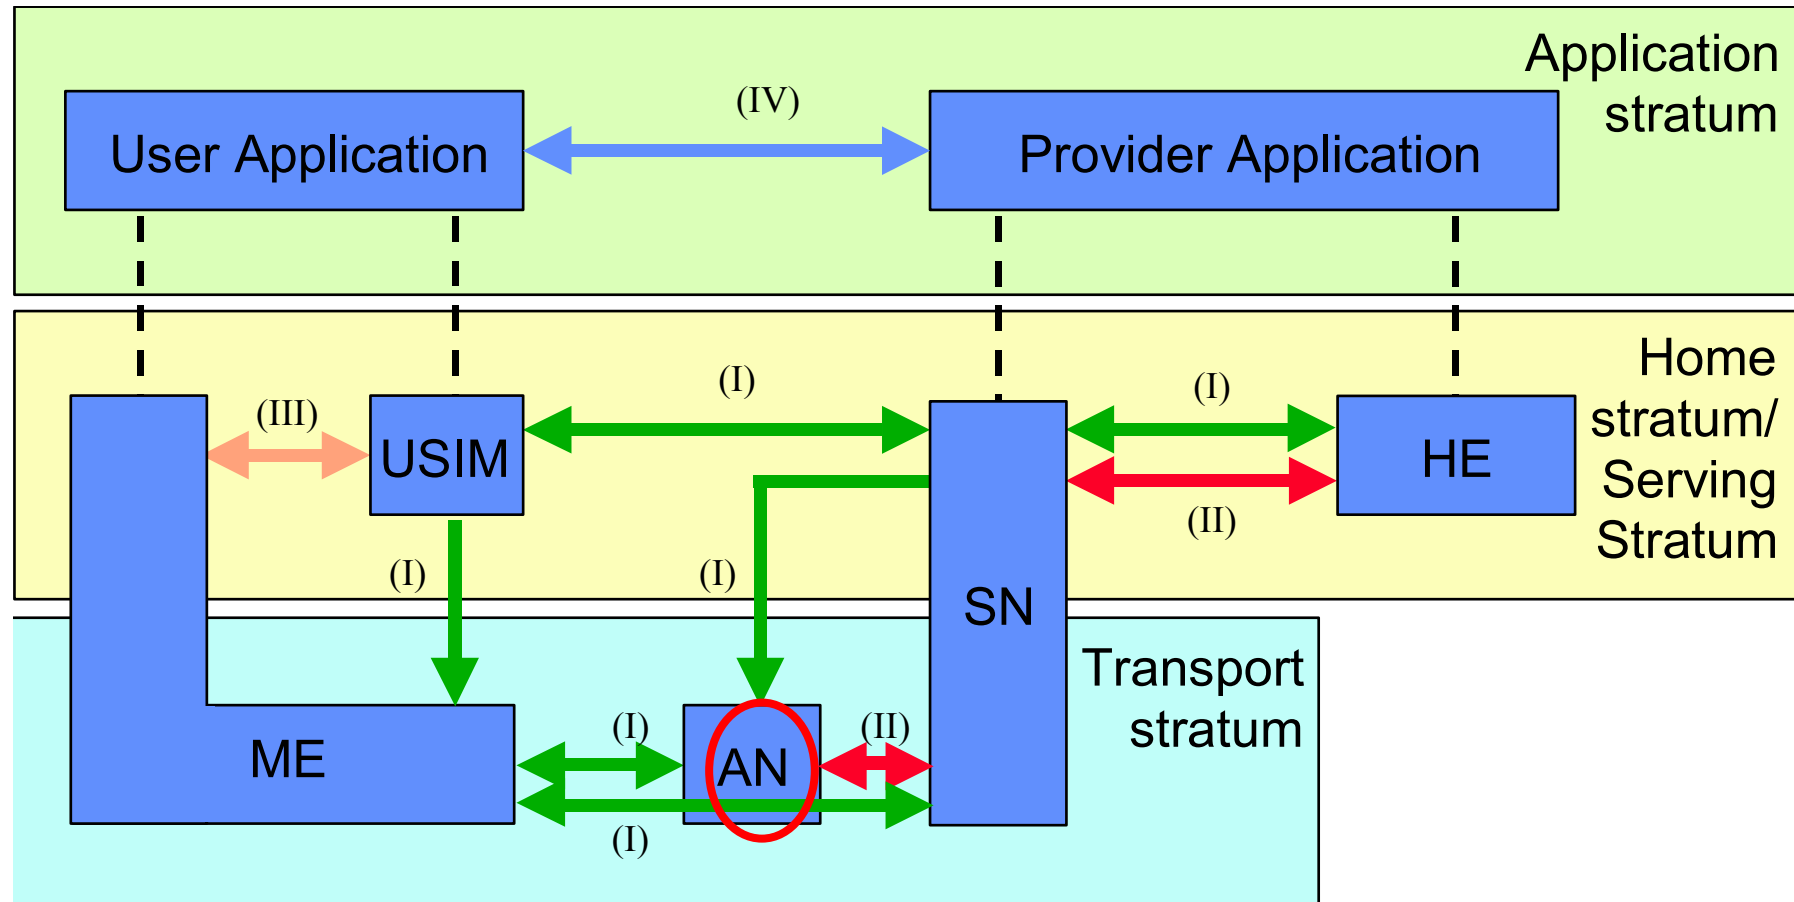 Application
stratum
(IV)
User Application
Provider Application
Home
stratum/
Serving
Stratum
(I)
(I)
(III)
USIM
HE
(II)
(I)
(I)
SN
Transport
stratum
(I)
(II)
ME
AN
(I)